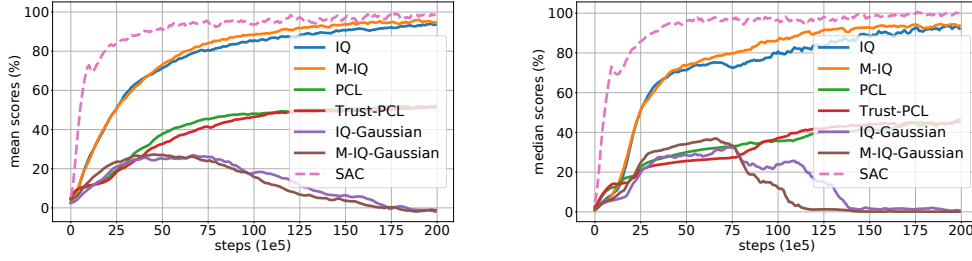 mean scores (%)
100
80
60
40
20
0
IQ
M-IQ
PCL
Trust-PCL
IQ-Gaussian
M-IQ-Gaussian
SAC
0 25 50 75 100 125 150 175 200
steps (1e5)
median scores (%)
100
80
60
40
20
0
IQ
M-IQ
PCL
Trust-PCL
IQ-Gaussian
M-IQ-Gaussian
SAC
0 25 50 75 100 125 150 175 200
steps (1e5)